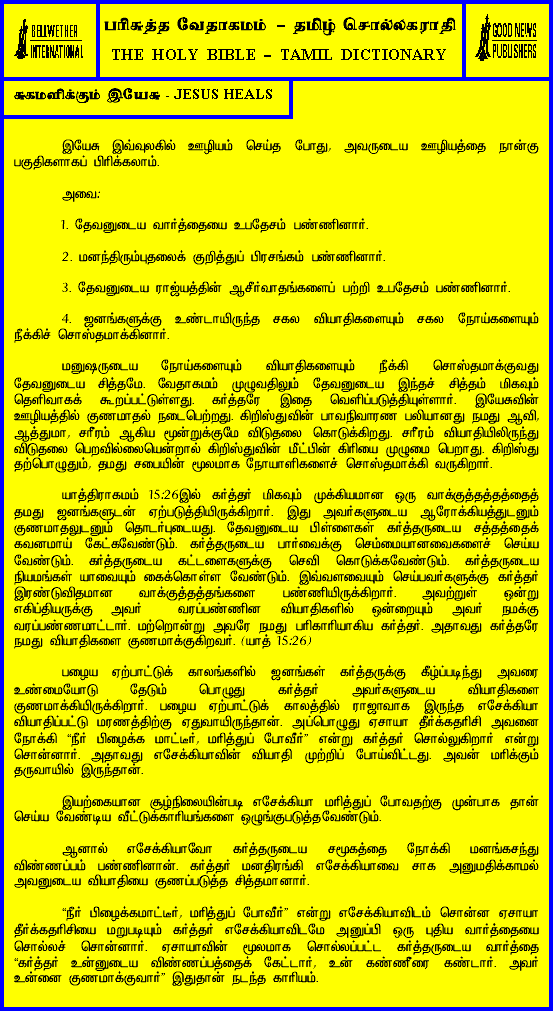 BELLWETHER
INTERNATIONAL
பரிசுத்த வேதாகமம் – தமிழ் சொல்லகராதி
THE HOLY BIBLE – TAMIL DICTIONARY
GOOD NEWS
PUBLISHERS
சுகமளிக்கும் இயேசு - JESUS HEALS
இயேசு இவ்வுலகில் ஊழியம் செய்த போது, அவருடைய ஊழியத்தை நான்கு
பகுதிகளாகப் பிரிக்கலாம்.
அவை:
1. தேவனுடைய வார்த்தையை உபதேசம் பண்ணினார்.
2. மனந்திரும்புதலைக் குறித்துப் பிரசங்கம் பண்ணினார்.
3. தேவனுடைய ராஜ்யத்தின் ஆசீர்வாதங்களைப் பற்றி உபதேசம் பண்ணினார்.
4. ஜனங்களுக்கு உண்டாயிருந்த சகல வியாதிகளையும் சகல நோய்களையும்
நீக்கிச் சொஸ்தமாக்கினார்.
மனுஷருடைய நோய்களையும் வியாதிகளையும் நீக்கி சொஸ்தமாக்குவது
தேவனுடைய சித்தமே. வேதாகமம் முழுவதிலும் தேவனுடைய இந்தச் சித்தம் மிகவும்
தெளிவாகக் கூறப்பட்டுள்ளது. கர்த்தரே இதை வெளிப்படுத்தியுள்ளார். இயேசுவின்
ஊழியத்தில் குணமாதல் நடைபெற்றது. கிறிஸ்துவின் பாவநிவாரண பலியானது நமது ஆவி,
ஆத்துமா, சரீரம் ஆகிய மூன்றுக்குமே விடுதலை கொடுக்கிறது. சரீரம் வியாதியிலிருந்து
விடுதலை பெறவில்லையென்றால் கிறிஸ்துவின் மீட்பின் கிரியை முழுமை பெறாது. கிறிஸ்து
தற்பொழுதும், தமது சபையின் மூலமாக நோயாளிகளைச் சொஸ்தமாக்கி வருகிறார்.
யாத்திராகமம் 15:26இல் கர்த்தர் மிகவும் முக்கியமான ஒரு வாக்குத்தத்தத்தைத்
தமது ஜனங்களுடன் ஏற்படுத்தியிருக்கிறார். இது அவர்களுடைய ஆரோக்கியத்துடனும்
குணமாதலுடனும் தொடர்புடையது. தேவனுடைய பிள்ளைகள் கர்த்தருடைய சத்தத்தைக்
கவனமாய் கேட்கவேண்டும். கர்த்தருடைய பார்வைக்கு செம்மையானவைகளைச் செய்ய
வேண்டும். கர்த்தருடைய கட்டளைகளுக்கு செவி கொடுக்கவேண்டும். கர்த்தருடைய
நியமங்கள் யாவையும் கைக்கொள்ள வேண்டும். இவ்வளவையும் செய்பவர்களுக்கு கர்த்தர்
இரண்டுவிதமான வாக்குத்தத்தங்களை பண்ணியிருக்கிறார். அவற்றுள் ஒன்று
எகிப்தியருக்கு அவர் வரப்பண்ணின வியாதிகளில் ஒன்றையும் அவர் நமக்கு
வரப்பண்ணமாட்டார். மற்றொன்று அவரே நமது பரிகாரியாகிய கர்த்தர். அதாவது கர்த்தரே
நமது வியாதிகளை குணமாக்குகிறவர். (யாத் 15:26)
பழைய ஏற்பாட்டுக் காலங்களில் ஜனங்கள் கர்த்தருக்கு கீழ்ப்படிந்து அவரை
உண்மையோடு தேடும் பொழுது கர்த்தர் அவர்களுடைய வியாதிகளை
குணமாக்கியிருக்கிறார். பழைய ஏற்பாட்டுக் காலத்தில் ராஜாவாக இருந்த எசேக்கியா
வியாதிப்பட்டு மரணத்திற்கு ஏதுவாயிருந்தான். அப்பொழுது ஏசாயா தீர்க்கதரிசி அவனை
நோக்கி “நீர் பிழைக்க மாட்டீர், மரித்துப் போவீர்” என்று கர்த்தர் சொல்லுகிறார் என்று
சொன்னார். அதாவது எசேக்கியாவின் வியாதி முற்றிப் போய்விட்டது. அவன் மரிக்கும்
தருவாயில் இருந்தான்.
இயற்கையான சூழ்நிலையின்படி எசேக்கியா மரித்துப் போவதற்கு முன்பாக தான்
செய்ய வேண்டிய வீட்டுக்காரியங்களை ஒழுங்குபடுத்தவேண்டும்.
ஆனால் எசேக்கியாவோ கர்த்தருடைய சமூகத்தை நோக்கி மனங்கசந்து
விண்ணப்பம் பண்ணினான். கர்த்தர் மனதிரங்கி எசேக்கியாவை சாக அனுமதிக்காமல்
அவனுடைய வியாதியை குணப்படுத்த சித்தமானார்.
“நீர் பிழைக்கமாட்டீர், மரித்துப் போவீர்” என்று எசேக்கியாவிடம் சொன்ன ஏசாயா
தீர்க்கதரிசியை மறுபடியும் கர்த்தர் எசேக்கியாவிடமே அனுப்பி ஒரு புதிய வார்த்தையை
சொல்லச் சொன்னார். ஏசாயாவின் மூலமாக சொல்லப்பட்ட கர்த்தருடைய வார்த்தை
“கர்த்தர் உன்னுடைய விண்ணப்பத்தைக் கேட்டார், உன் கண்ணீரை கண்டார். அவர்
உன்னை குணமாக்குவார்” இதுதான் நடந்த காரியம்.